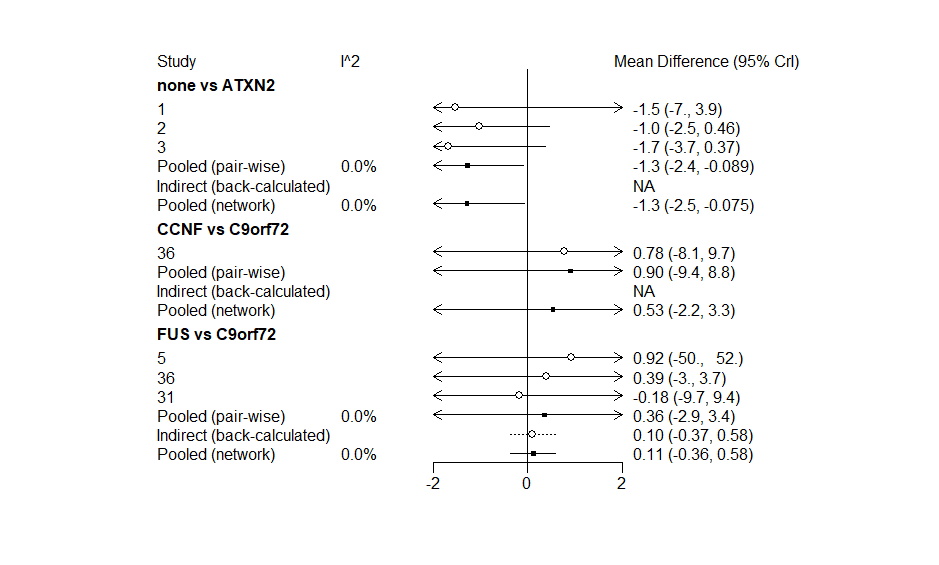 Study I^2 Mean Difference (95% CrI)
none vs ATXN2
1 -1.5 (-7., 3.9)
2 -1.0 (-2.5, 0.46)
3 -1.7 (-3.7, 0.37)
Pooled (pair-wise) 0.0% -1.3 (-2.4, -0.089)
Indirect (back-calculated) NA
Pooled (network) 0.0% -1.3 (-2.5, -0.075)
CCNF vs C9orf72
36 0.78 (-8.1, 9.7)
Pooled (pair-wise) 0.90 (-9.4, 8.8)
Indirect (back-calculated) NA
Pooled (network) 0.53 (-2.2, 3.3)
FUS vs C9orf72
5 0.92 (-50., 52.)
36 0.39 (-3., 3.7)
31 -0.18 (-9.7, 9.4)
Pooled (pair-wise) 0.0% 0.36 (-2.9, 3.4)
Indirect (back-calculated) 0.10 (-0.37, 0.58)
Pooled (network) 0.0% 0.11 (-0.36, 0.58)
-2 0 2